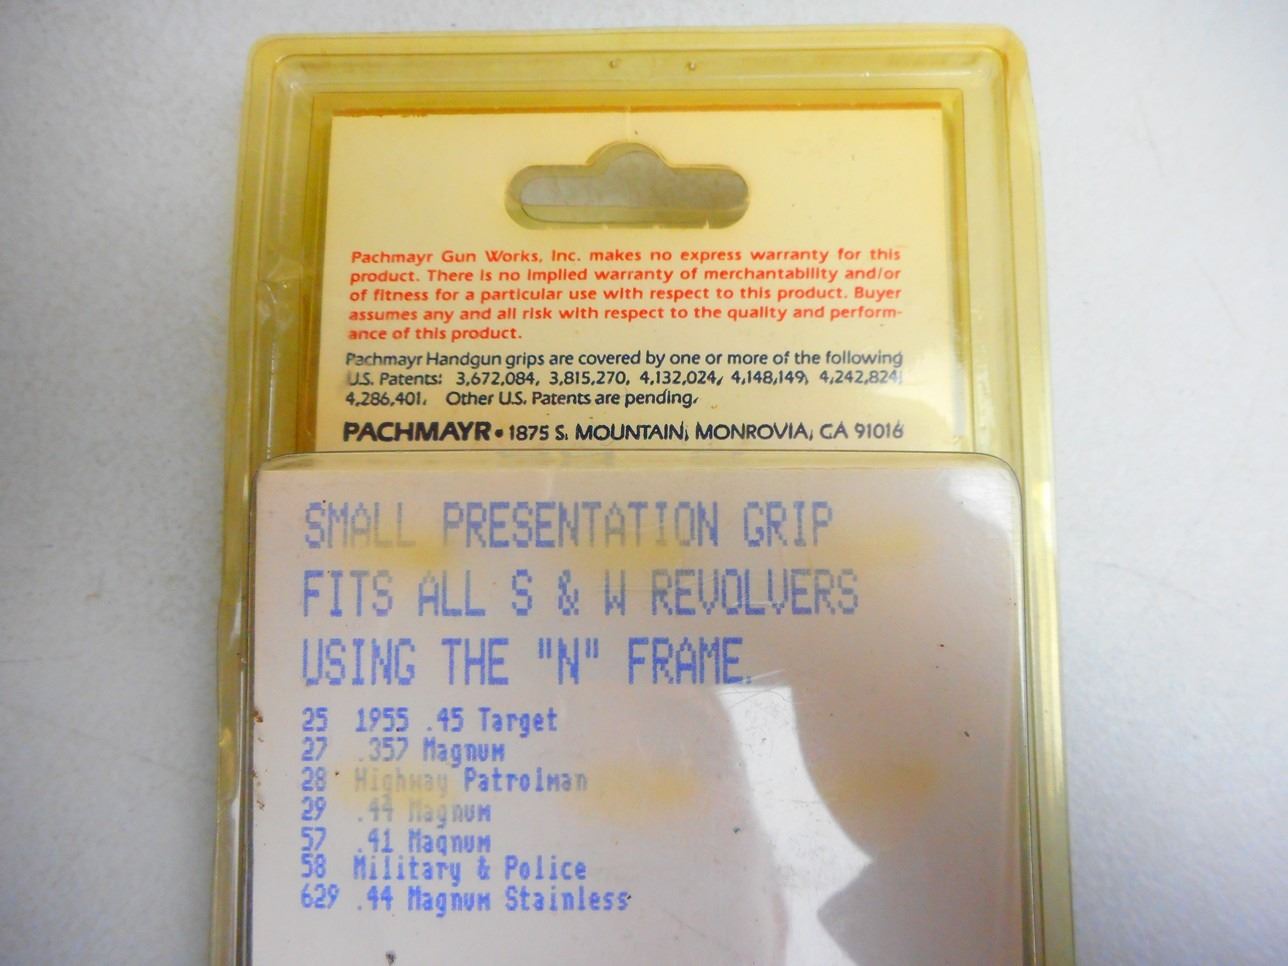 Pachmayr Gun Works, Inc. makes no express warranty for this
product. There is no implied warranty of merchantability and/or
of fitness for a particular use with respect to this product. Buyer
assumes any and all risk with respect to the quality and perform-
ance of this product.
Pachmayr Handgun grips are covered by one or more of the following
U.S. Patents: 3,672,084, 3,815,270, 4,132,024, 4,148,149, 4,242,824,
4,286,401. Other U.S. Patents are pending.
PACHMAYR • 1875 S. MOUNTAIN, MONROVIA, CA 91016
SMALL PRESENTATION GRIP
FITS ALL S & W REVOLVERS
USING THE "N" FRAME.
25 1955 .45 Target
27 .357 Magnum
28 Highway Patrolman
29 .44 Magnum
57 .41 Magnum
58 Military & Police
629 .44 Magnum Stainless